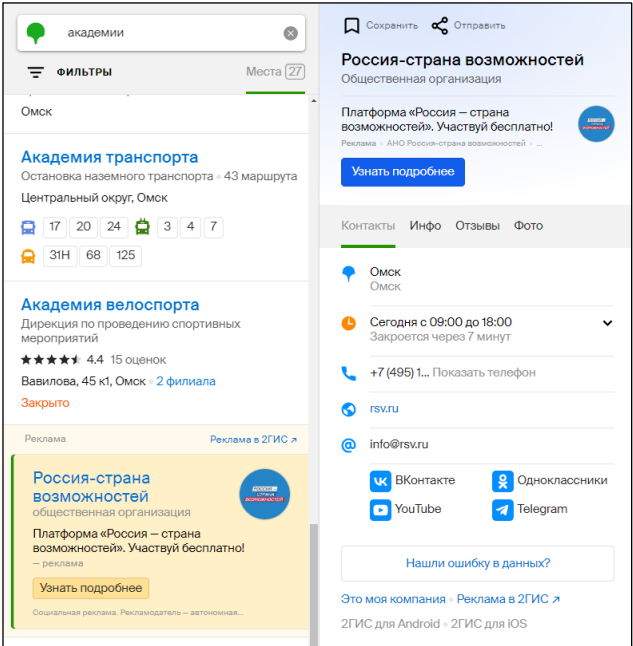 академии
ФИЛЬТРЫ
Места 27
Омск
Академия транспорта
Остановка наземного транспорта • 43 маршрута
Центральный округ, Омск
17 20 24 3 4 7
31Н 68 125
Академия велоспорта
Дирекция по проведению спортивных
мероприятий
4.4 15 оценок
Вавилова, 45 к1, Омск • 2 филиала
Закрыто
Реклама
Реклама в 2ГИС ↗
Россия-страна
возможностей
общественная организация
Платформа «Россия — страна
возможностей». Участвуй бесплатно!
— реклама
Узнать подробнее
Социальная реклама. Рекламодатель — автономная...
Сохранить Отправить
Россия-страна возможностей
Общественная организация
Платформа «Россия — страна
возможностей». Участвуй бесплатно!
Реклама • АНО Россия-страна возможностей • ...
Узнать подробнее
Контакты Инфо Отзывы Фото
Омск
Омск
Сегодня с 09:00 до 18:00
Закроется через 7 минут
+7 (495) 1... Показать телефон
rsv.ru
info@rsv.ru
ВКонтакте Одноклассники
YouTube Telegram
Нашли ошибку в данных?
Это моя компания • Реклама в 2ГИС ↗
2ГИС для Android • 2ГИС для iOS